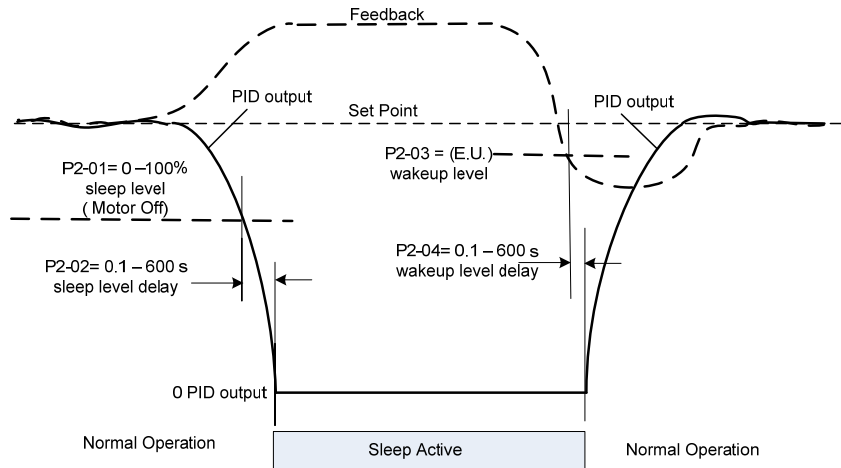 Feedback
PID output
Set Point
PID output
P2-01= 0 –100%
sleep level
( Motor Off)
P2-03 = (E.U.)
wakeup level
P2-02= 0.1 – 600 s
sleep level delay
P2-04= 0.1 – 600 s
wakeup level delay
0 PID output
Normal Operation
Sleep Active
Normal Operation